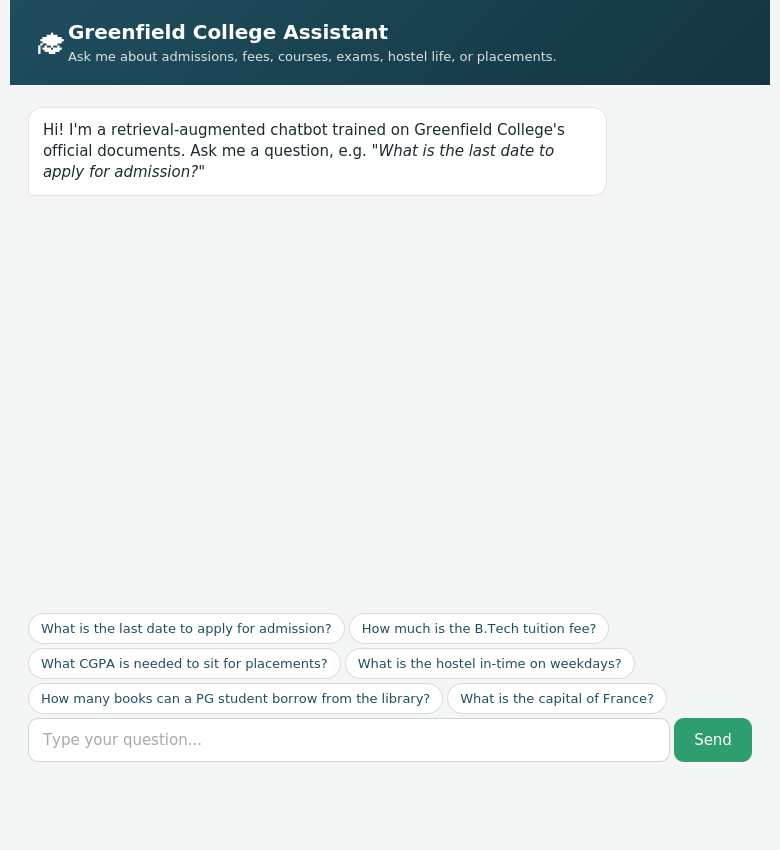 Greenfield College Assistant
Ask me about admissions, fees, courses, exams, hostel life, or placements.
Hi! I'm a retrieval-augmented chatbot trained on Greenfield College's
official documents. Ask me a question, e.g. "What is the last date to
apply for admission?"
What is the last date to apply for admission?
How much is the B.Tech tuition fee?
What CGPA is needed to sit for placements?
What is the hostel in-time on weekdays?
How many books can a PG student borrow from the library?
What is the capital of France?
Type your question...
Send